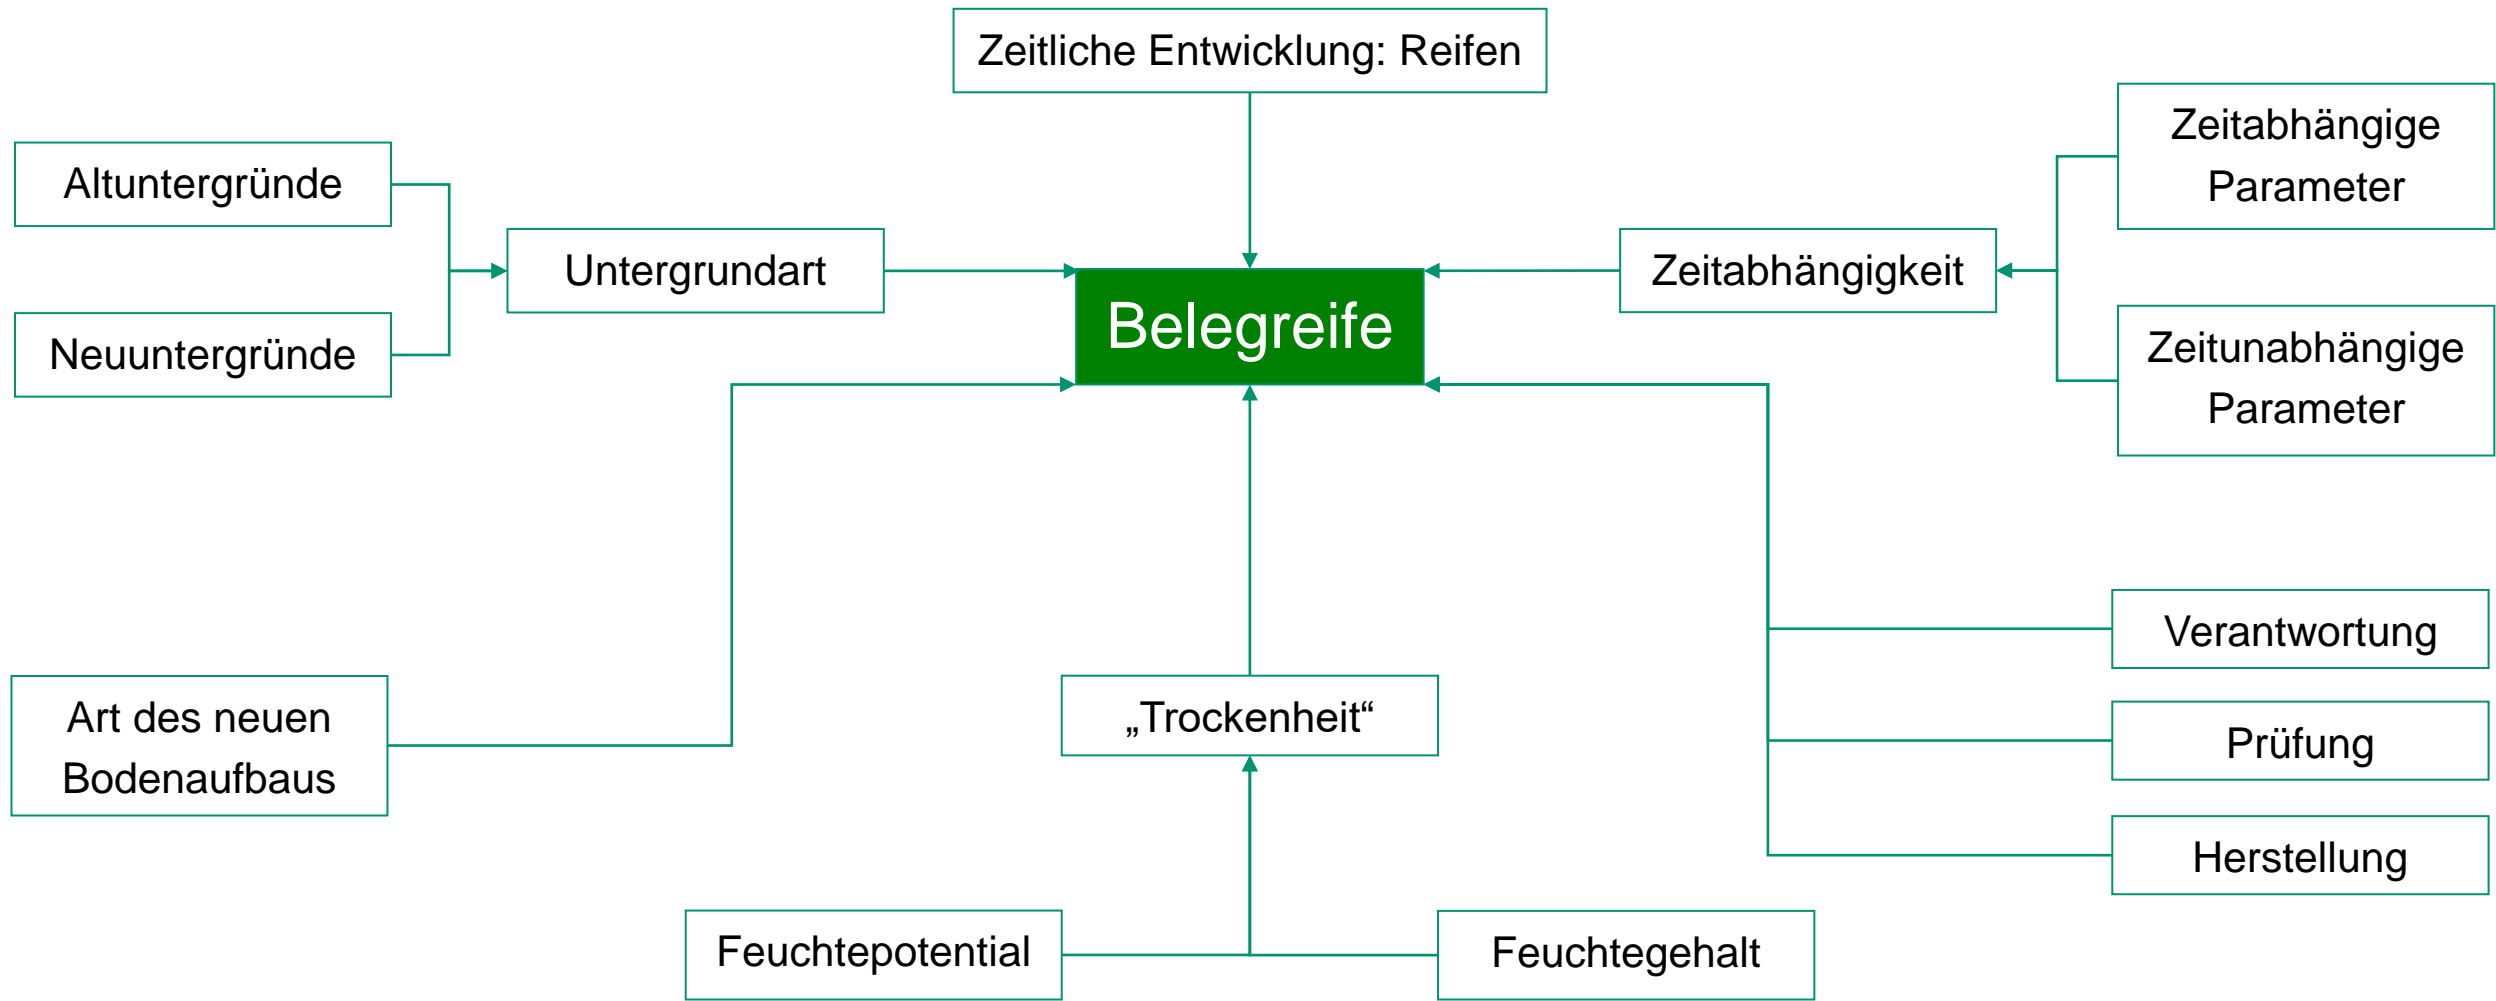 Zeitliche Entwicklung: Reifen
Altuntergründe
Neuuntergründe
Untergrundart
Belegreife
Zeitabhängigkeit
Zeitabhängige
Parameter
Zeitunabhängige
Parameter
Art des neuen
Bodenaufbaus
„Trockenheit“
Feuchtepotential
Feuchtegehalt
Verantwortung
Prüfung
Herstellung